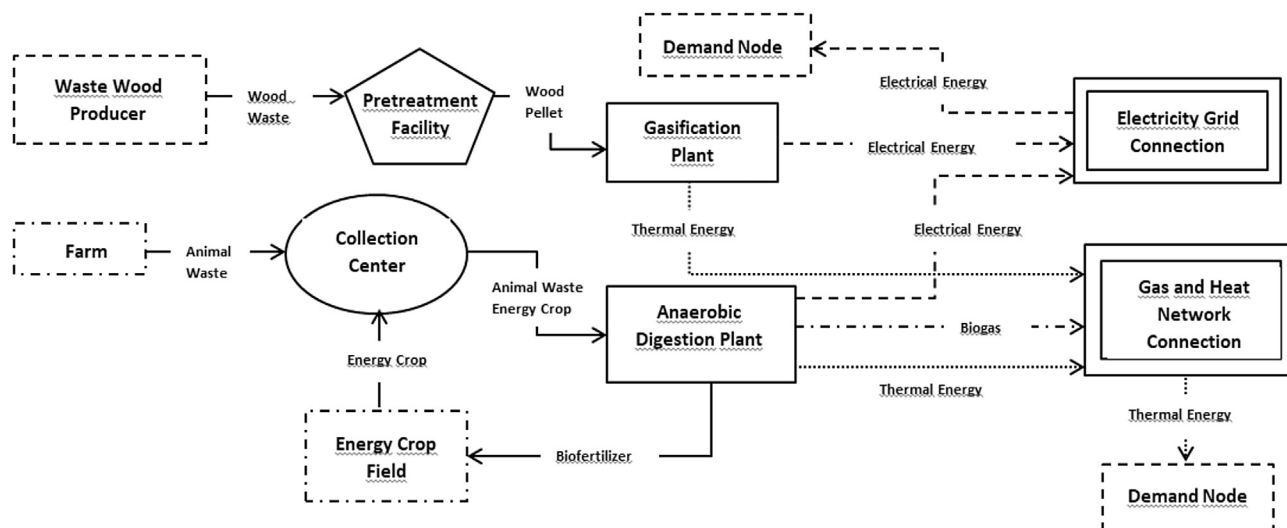 Demand Node
Electrical Energy
Waste Wood
Producer
Wood
Waste
Pretreatment
Facility
Wood
Pellet
Gasification
Plant
Electrical Energy
Electricity Grid
Connection
Farm
Animal
Waste
Collection
Center
Thermal Energy
Electrical Energy
Animal Waste
Energy Crop
Anaerobic
Digestion Plant
Biogas
Gas and Heat
Network
Connection
Energy Crop
Thermal Energy
Thermal Energy
Energy Crop
Field
Biofertilizer
Demand Node